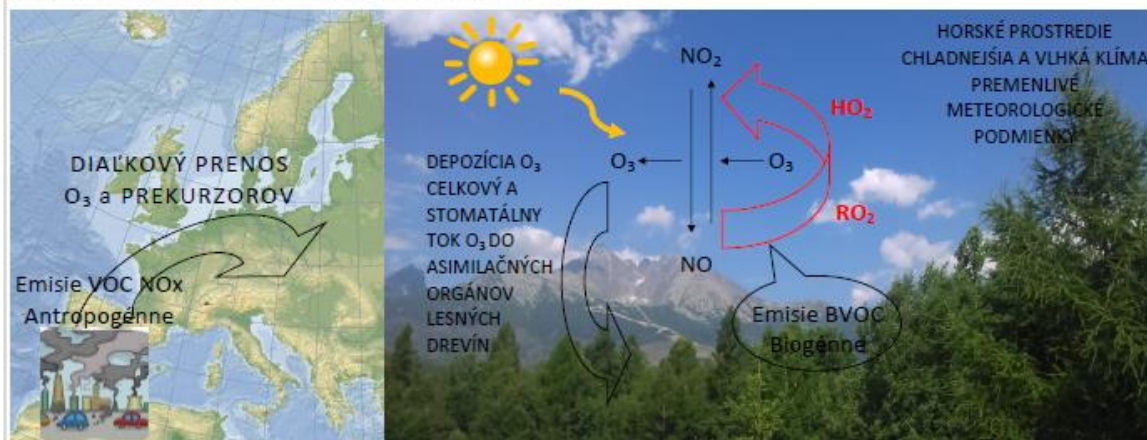 DIAĽKOVÝ PRENOS
O₃ a PREKURZOROV
Emisie VOC NOx
Antropogénne
DEPOZÍCIA O₃
CELKOVÝ A
STOMATÁLNY
TOK O₃ DO
ASIMILAČNÝCH
ORGÁNOV
LESNÝCH
DREVÍN
NO₂
HO₂
O₃
O₃
RO₂
NO
Emisie BVOC
Biogénne
HORSKÉ PROSTREDIE
CHLADNEJŠIA A VLHKÁ KLÍMA
PREMENLIVÉ
METEOROLOGICKÉ
PODMIENKY